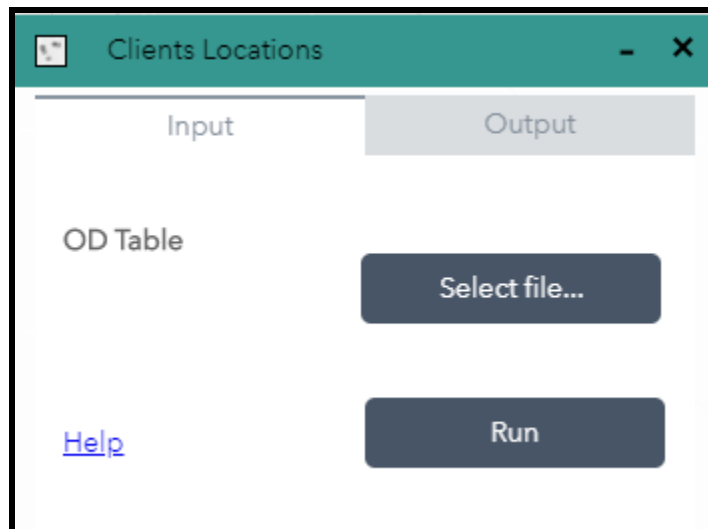 Clients Locations
Input Output
OD Table
Select file...
Help Run